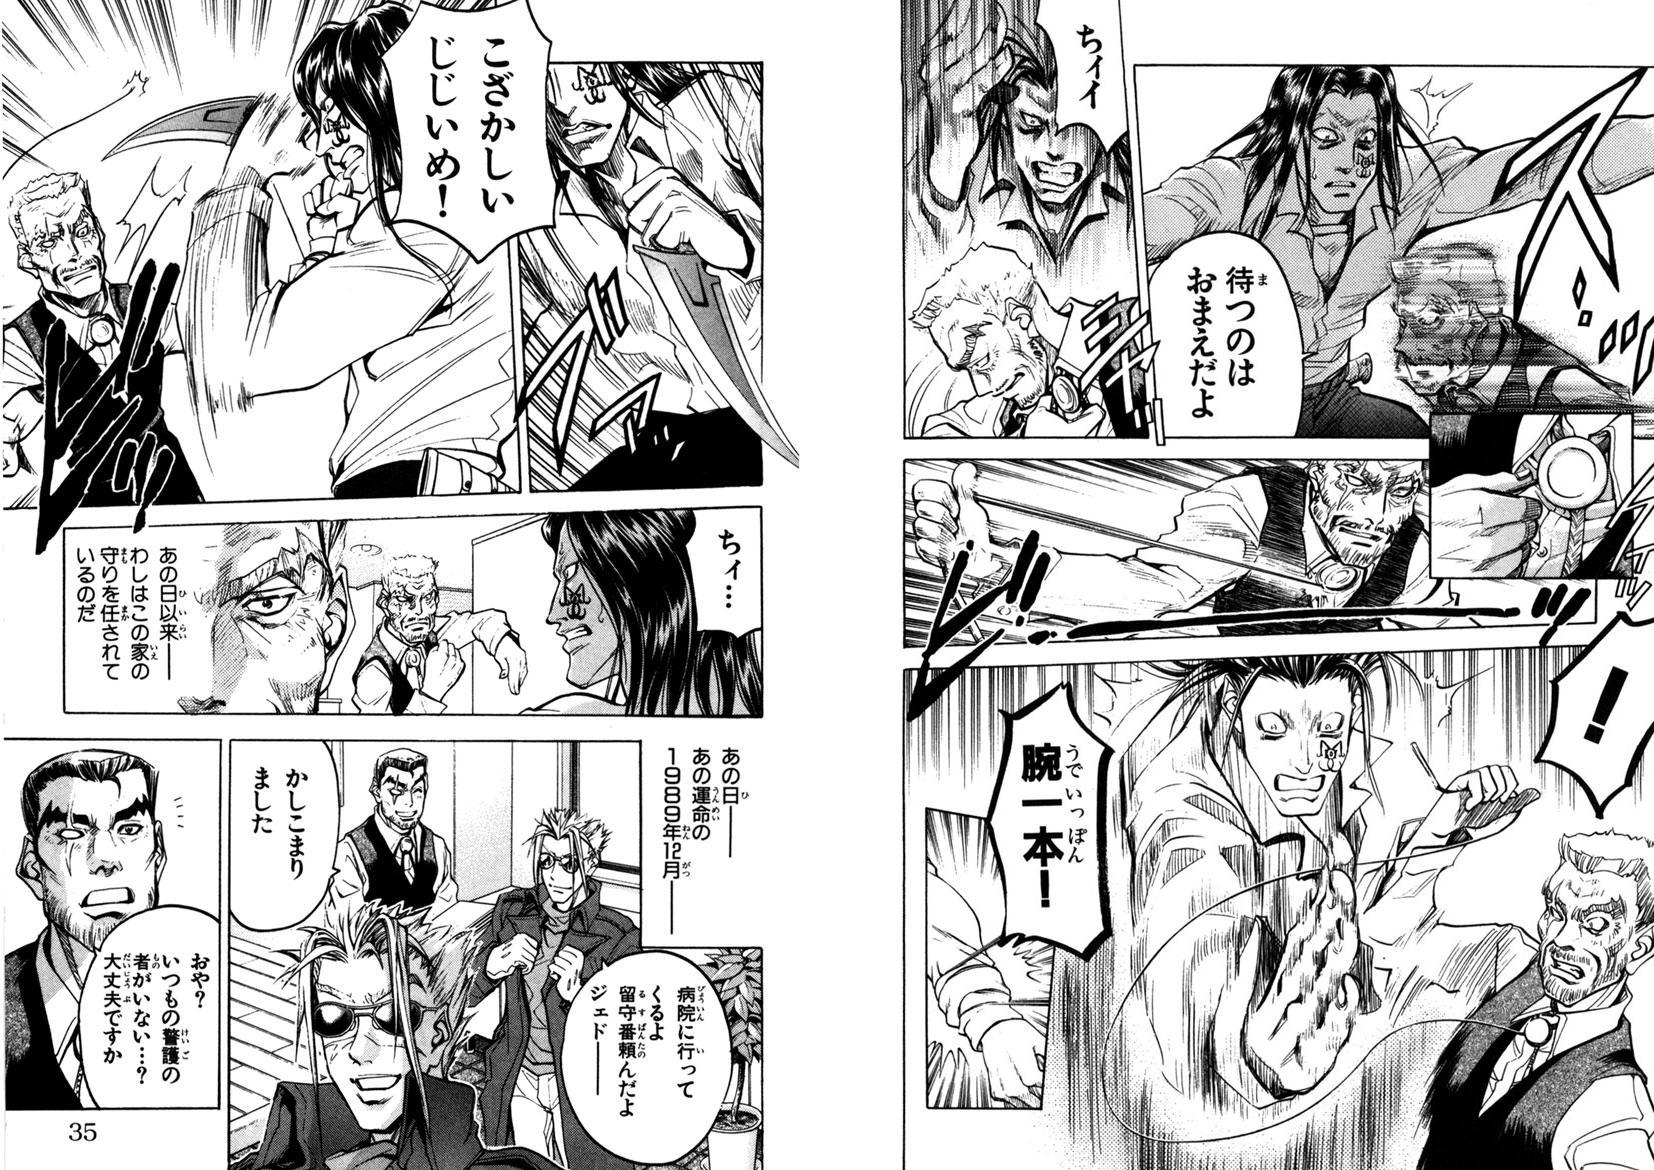 待つのは
おまえだよ
ちィィ
！
腕一本！
こざかしい
じじいめ！
ちィ…
あの日以来──
わしはこの家の
守りを任されて
いるのだ
あの日──
あの運命の
1989年12月──
病院に行って
くるよ
留守番頼んだよ
ジェド──
かしこまり
ました
おや？
いつもの警護の
者がいない…？
大丈夫ですか
35